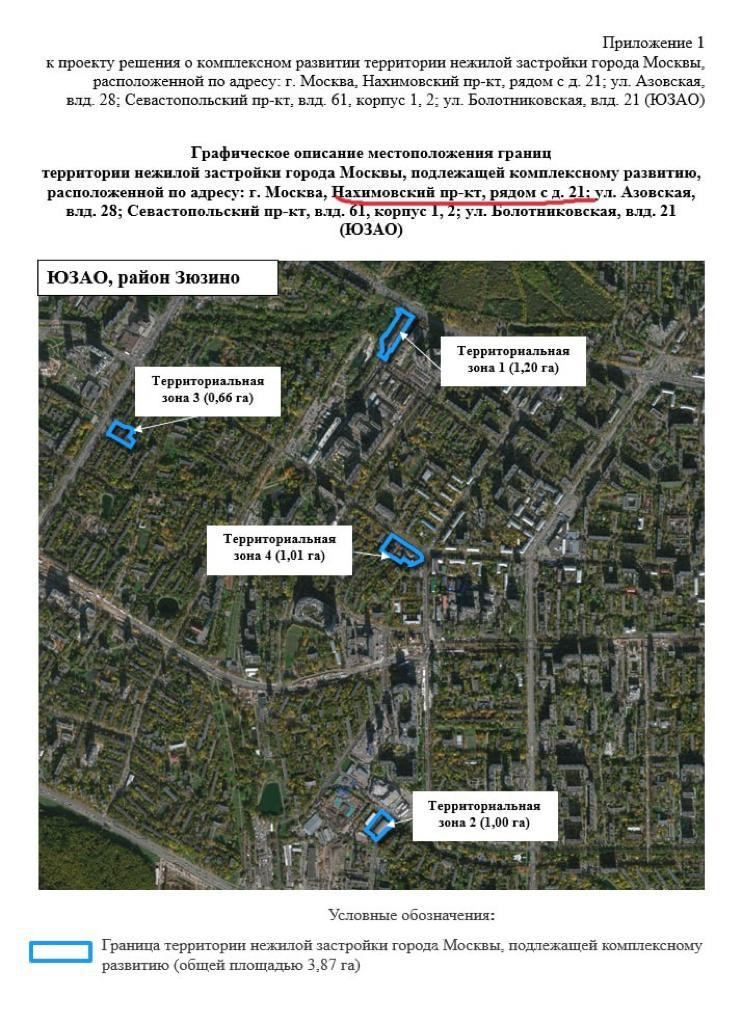 Приложение 1
к проекту решения о комплексном развитии территории нежилой застройки города Москвы,
расположенной по адресу: г. Москва, Нахимовский пр-кт, рядом с д. 21; ул. Азовская,
влд. 28; Севастопольский пр-кт, влд. 61, корпус 1, 2; ул. Болотниковская, влд. 21 (ЮЗАО)
Графическое описание местоположения границ
территории нежилой застройки города Москвы, подлежащей комплексному развитию,
расположенной по адресу: г. Москва, Нахимовский пр-кт, рядом с д. 21; ул. Азовская,
влд. 28; Севастопольский пр-кт, влд. 61, корпус 1, 2; ул. Болотниковская, влд. 21
(ЮЗАО)
ЮЗАО, район Зюзино
Территориальная
зона 1 (1,20 га)
Территориальная
зона 3 (0,66 га)
Территориальная
зона 4 (1,01 га)
Территориальная
зона 2 (1,00 га)
Условные обозначения:
Граница территории нежилой застройки города Москвы, подлежащей комплексному
развитию (общей площадью 3,87 га)